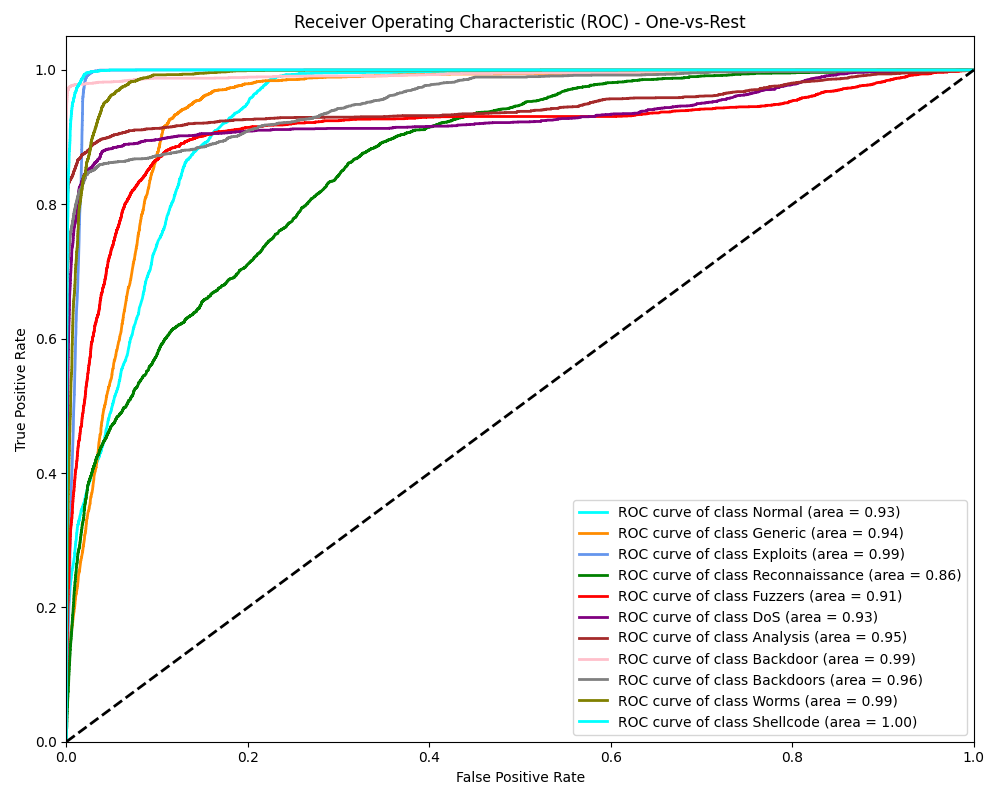 Receiver Operating Characteristic (ROC) - One-vs-Rest
True Positive Rate
1.0
0.8
0.6
0.4
0.2
0.0
ROC curve of class Normal (area = 0.93)
ROC curve of class Generic (area = 0.94)
ROC curve of class Exploits (area = 0.99)
ROC curve of class Reconnaissance (area = 0.86)
ROC curve of class Fuzzers (area = 0.91)
ROC curve of class DoS (area = 0.93)
ROC curve of class Analysis (area = 0.95)
ROC curve of class Backdoor (area = 0.99)
ROC curve of class Backdoors (area = 0.96)
ROC curve of class Worms (area = 0.99)
ROC curve of class Shellcode (area = 1.00)
0.0 0.2 0.4 0.6 0.8 1.0
False Positive Rate